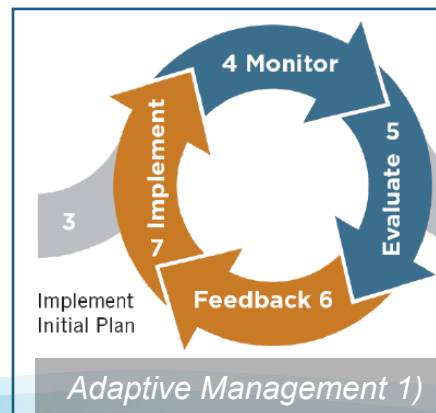 4 Monitor
Evaluate 5
Feedback 6
7 Implement
3
Implement
Initial Plan
Adaptive Management 1)